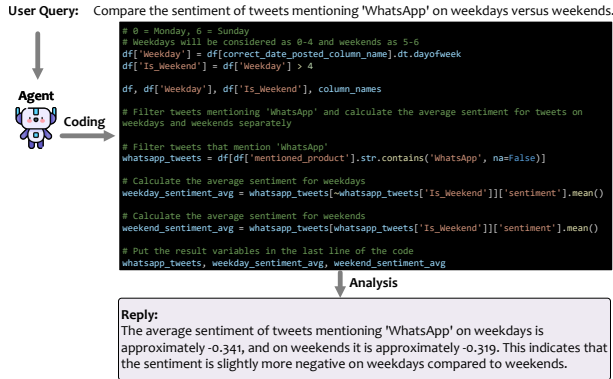 User Query: Compare the sentiment of tweets mentioning 'WhatsApp' on weekdays versus weekends.
# 0 = Monday, 6 = Sunday
# Weekdays will be considered as 0-4 and weekends as 5-6
df['Weekday'] = df[correct_date_posted_column_name].dt.dayofweek
df['Is_Weekend'] = df['Weekday'] > 4
df, df['Weekday'], df['Is_Weekend'], column_names
# Filter tweets mentioning 'WhatsApp' and calculate the average sentiment for tweets on
weekdays and weekends separately
# Filter tweets that mention 'WhatsApp'
whatsapp_tweets = df[df['mentioned_product'].str.contains('WhatsApp', na=False)]
# Calculate the average sentiment for weekdays
weekday_sentiment_avg = whatsapp_tweets[~whatsapp_tweets['Is_Weekend']]['sentiment'].mean()
# Calculate the average sentiment for weekends
weekend_sentiment_avg = whatsapp_tweets[whatsapp_tweets['Is_Weekend']]['sentiment'].mean()
# Put the result variables in the last line of the code
whatsapp_tweets, weekday_sentiment_avg, weekend_sentiment_avg
Agent
Coding
Analysis
Reply:
The average sentiment of tweets mentioning 'WhatsApp' on weekdays is
approximately -0.341, and on weekends it is approximately -0.319. This indicates that
the sentiment is slightly more negative on weekdays compared to weekends.